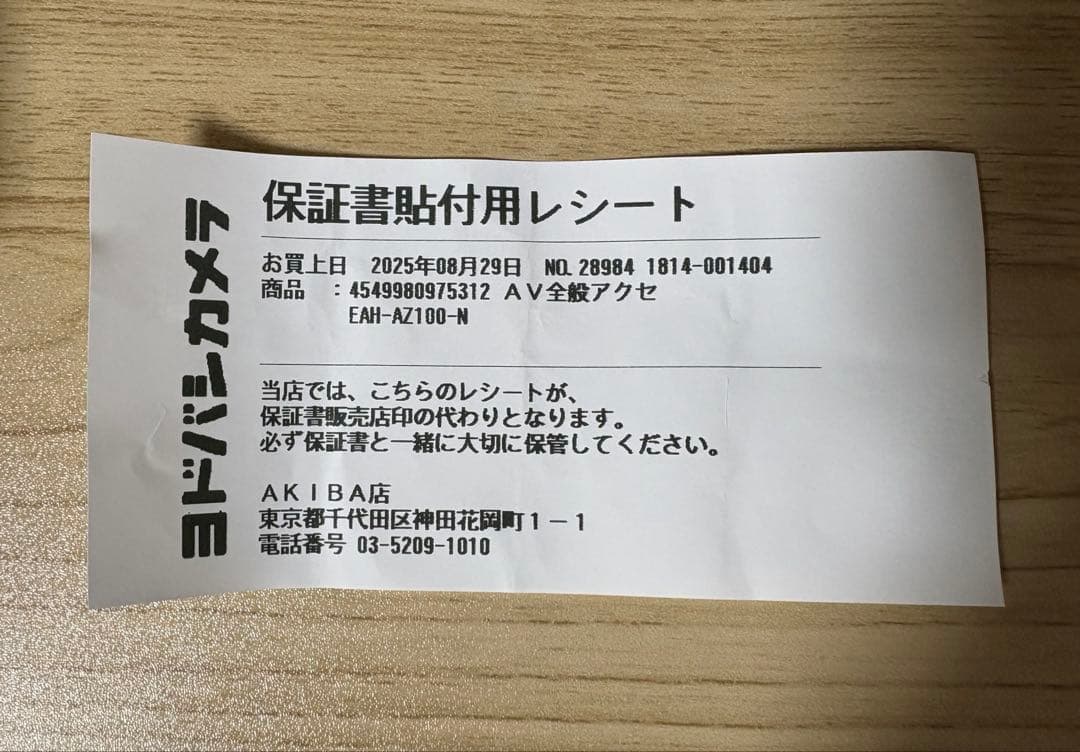 ヨドバシカメラ
保証書貼付用レシート
お買上日 2025年08月29日 NO. 28984 1814-001404
商品 :4549980975312 AV全般アクセ
EAH-AZ100-N
当店では、こちらのレシートが、
保証書販売店印の代わりとなります。
必ず保証書と一緒に大切に保管してください。
AKIBA店
東京都千代田区神田花岡町1-1
電話番号 03-5209-1010